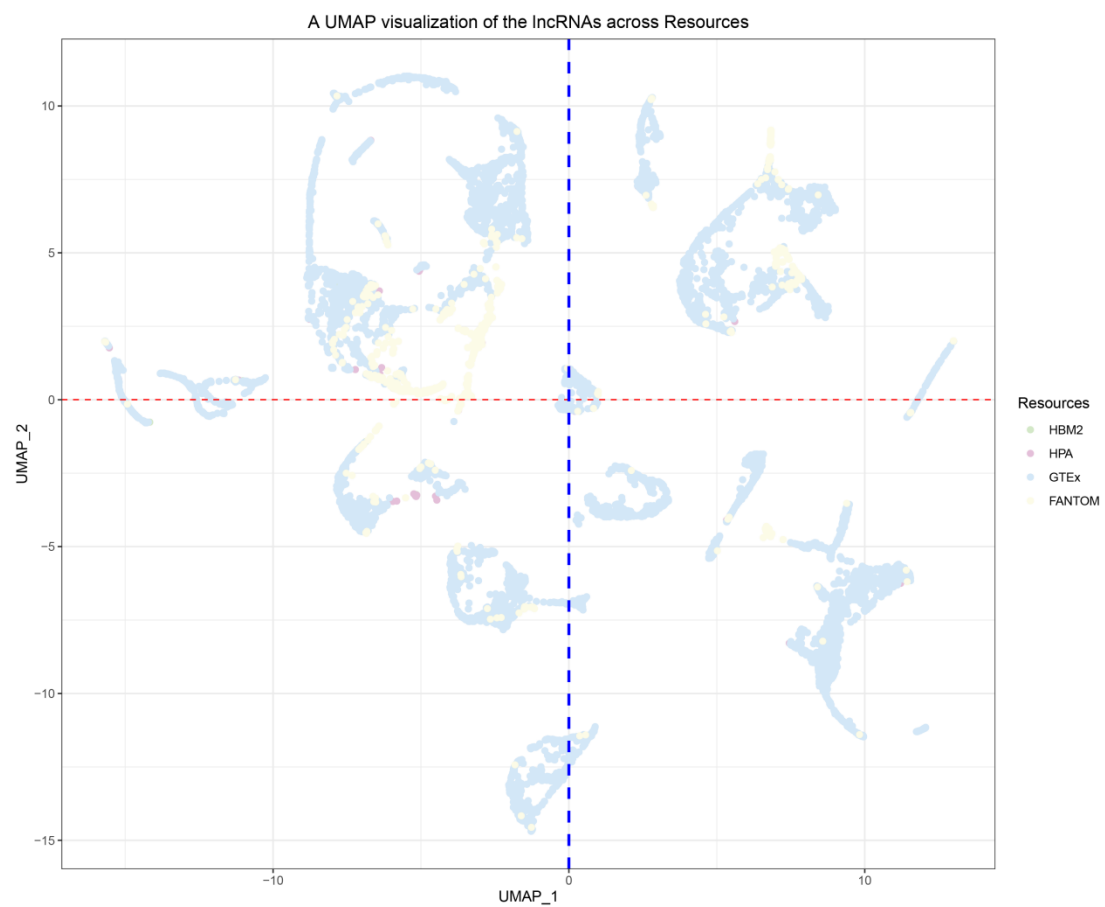 A UMAP visualization of the lncRNAs across Resources
10
5
0
−5
−10
−15
UMAP_2
−10
0
10
UMAP_1
Resources
HBM2
HPA
GTEx
FANTOM